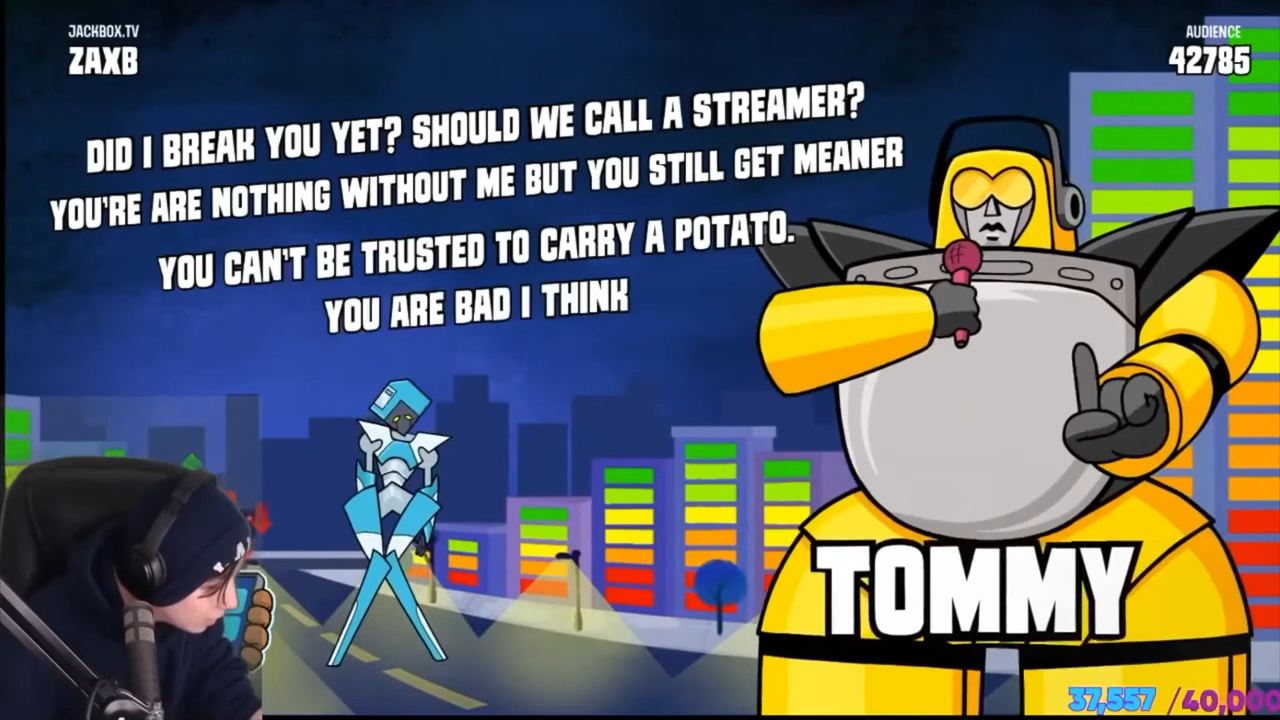 JACKBOX.TV
ZAXB
AUDIENCE
42785
DID I BREAK YOU YET? SHOULD WE CALL A STREAMER?
YOU'RE ARE NOTHING WITHOUT ME BUT YOU STILL GET MEANER
YOU CAN'T BE TRUSTED TO CARRY A POTATO.
YOU ARE BAD I THINK
TOMMY
37,557 /40,000